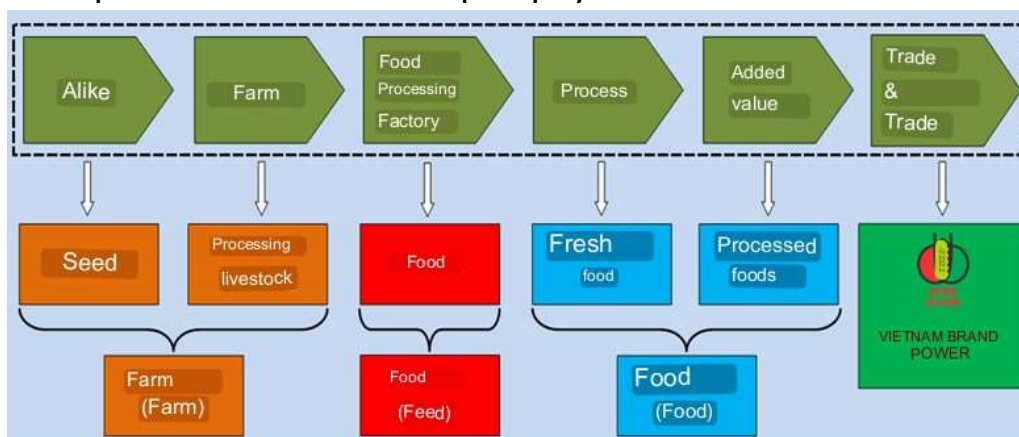 Alike
Farm
Food
Processing
Factory
Process
Added
value
Trade
&
Trade
Seed
Processing
livestock
Food
Fresh
food
Processed
foods
VIETNAM BRAND
POWER
Farm
(Farm)
Food
(Feed)
Food
(Food)